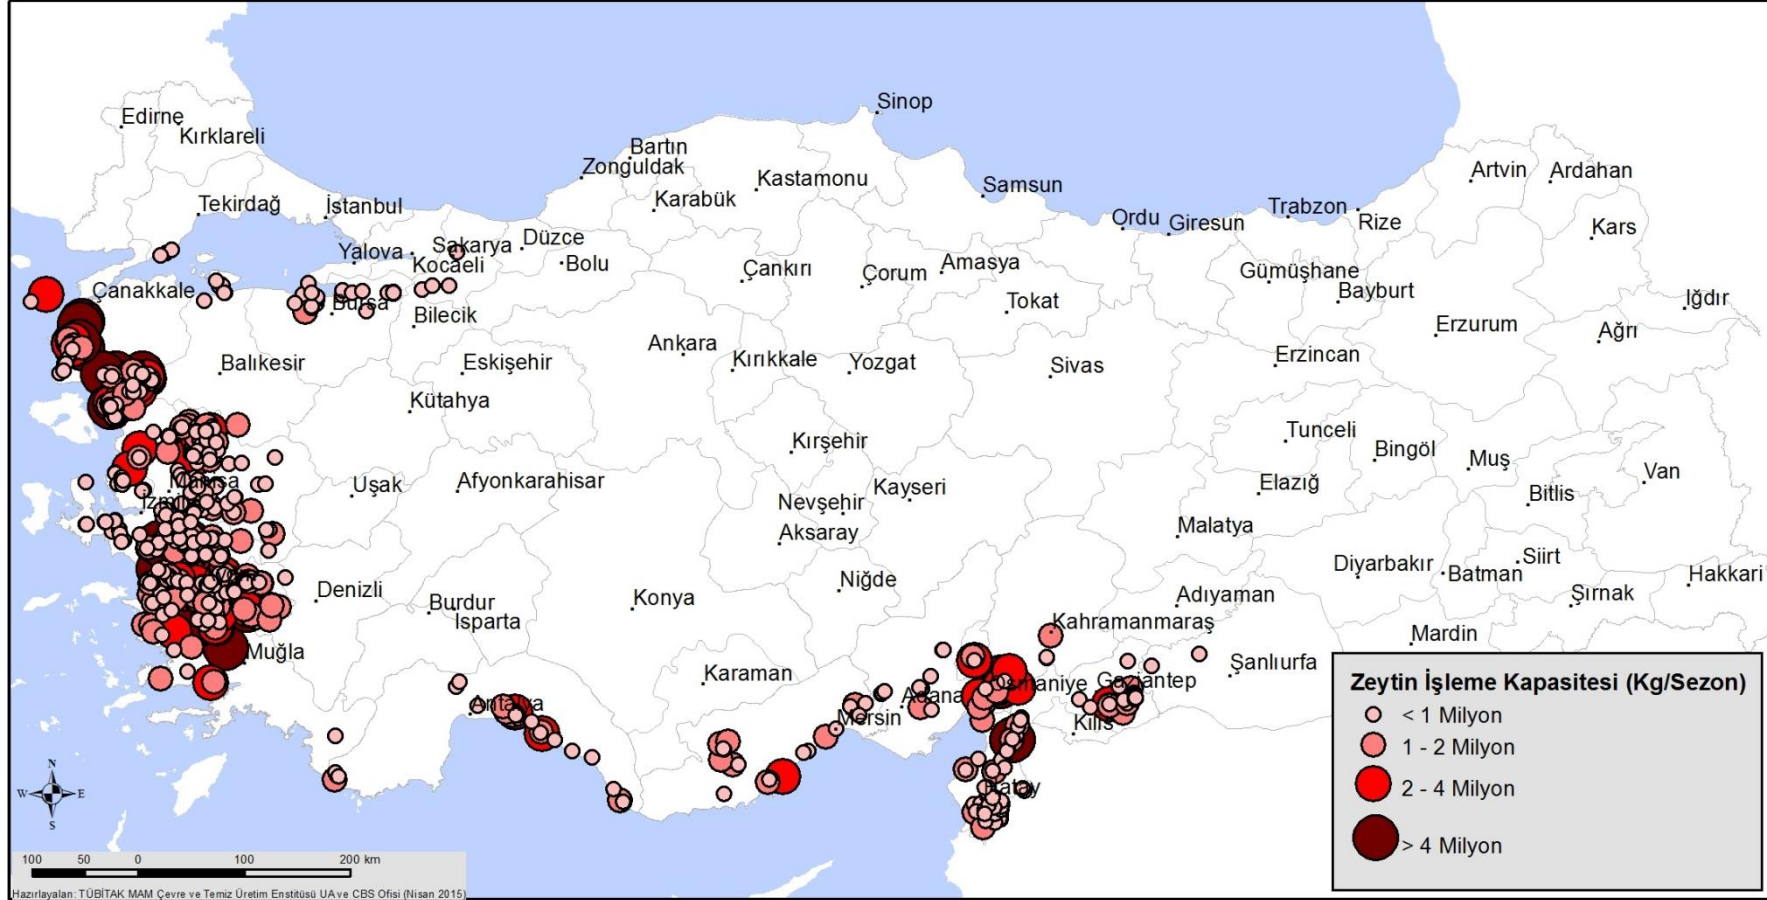 Sinop
Edirne
Kırklareli
Bartın
Zonguldak
Kastamonu
Artvin
Ardahan
Samsun
Karabük
Tekirdağ
İstanbul
Ordu
Giresun
Trabzon
Rize
Kars
Düzce
Sakarya
Yalova
Kocaeli
Bolu
Çankırı
Çorum
Amasya
Gümüşhane
Bayburt
Çanakkale
Bursa
Bilecik
Tokat
Iğdır
Erzurum
Ağrı
Ankara
Kırıkkale
Yozgat
Erzincan
Sivas
Balıkesir
Eskişehir
Kütahya
Kırşehir
Tunceli
Bingöl
Muş
Van
Manisa
Uşak
Afyonkarahisar
Nevşehir
Kayseri
Elazığ
Bitlis
İzmir
Aksaray
Malatya
Diyarbakır
Batman
Siirt
Hakkari
Denizli
Burdur
Isparta
Konya
Niğde
Adıyaman
Şırnak
Kahramanmaraş
Mardin
Muğla
Karaman
Şanlıurfa
Antalya
Mersin
Adana
Osmaniye
Gaziantep
Kilis
Hatay
Zeytin İşleme Kapasitesi (Kg/Sezon)
< 1 Milyon
1 - 2 Milyon
2 - 4 Milyon
> 4 Milyon
N
W E
S
100 50 0 100 200 km
Hazırlayan: TÜBİTAK MAM Çevre ve Temiz Üretim Enstitüsü UA ve CBS Ofisi (Nisan 2015)